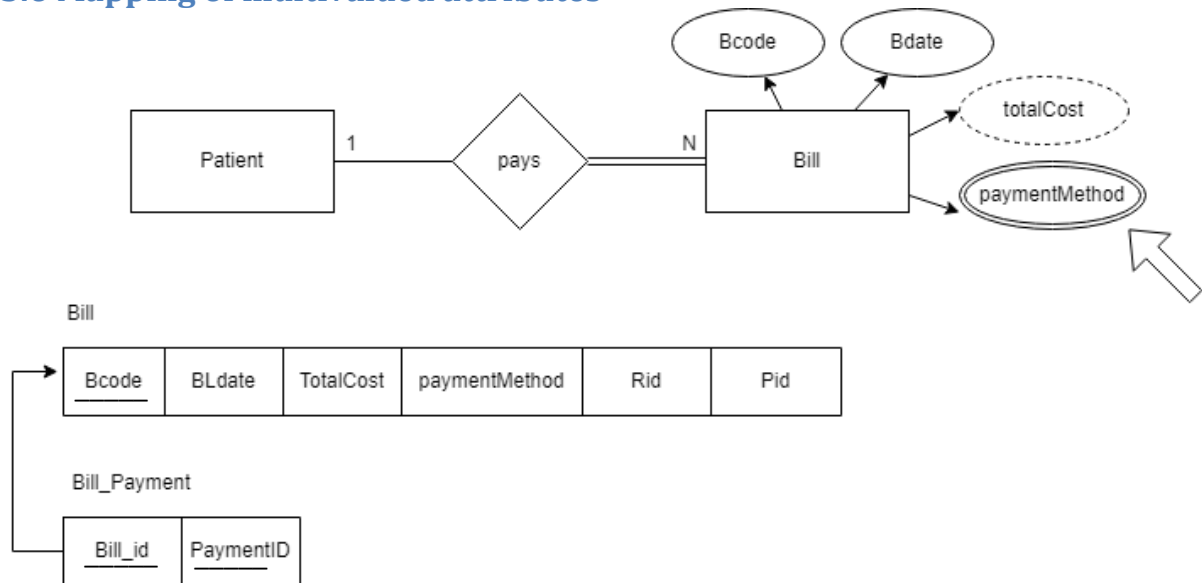 Bcode
Bdate
totalCost
Patient
1
pays
N
Bill
paymentMethod
Bill
Bcode BLdate TotalCost paymentMethod Rid Pid
Bill_Payment
Bill_id PaymentID